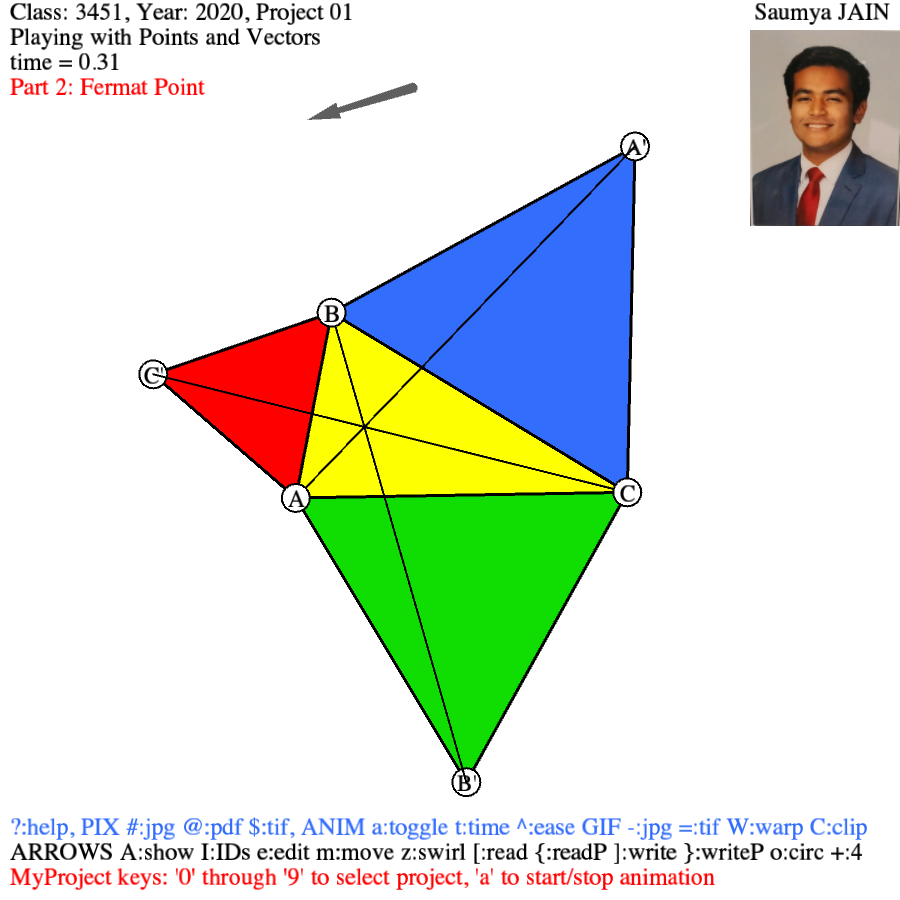 Class: 3451, Year: 2020, Project 01
Saumya JAIN
Playing with Points and Vectors
time = 0.31
Part 2: Fermat Point
A'
B
C'
A
C
B'
?:help, PIX #:jpg @:pdf $:tif, ANIM a:toggle t:time ^:ease GIF -:jpg =:tif W:warp C:clip
ARROWS A:show I:IDs e:edit m:move z:swirl [:read {:readP ]:write }:writeP o:circ +:4
MyProject keys: '0' through '9' to select project, 'a' to start/stop animation